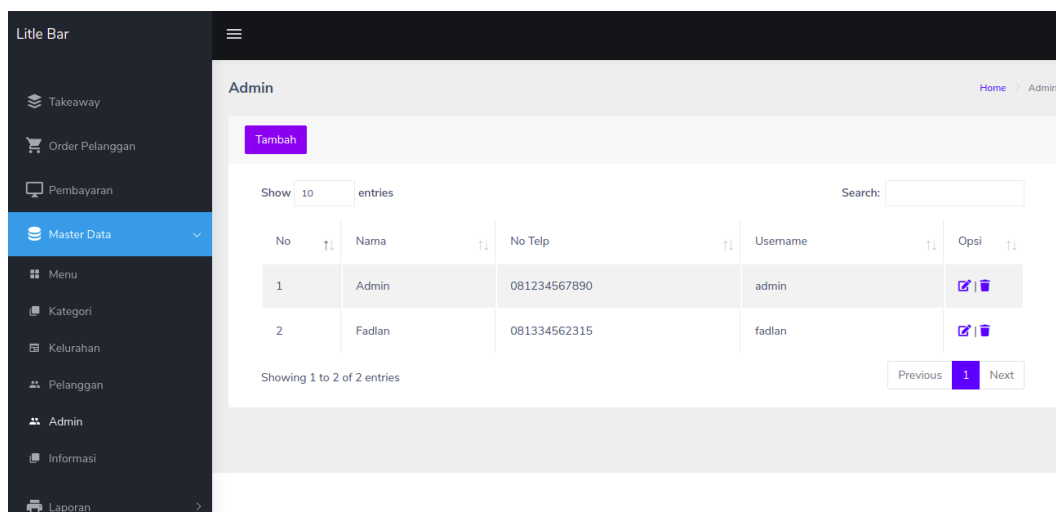 Litle Bar
Takeaway
Order Pelanggan
Pembayaran
Master Data
Menu
Kategori
Kelurahan
Pelanggan
Admin
Informasi
Laporan
Admin
Home > Admin
Tambah
Show 10 entries Search:
No Nama No Telp Username Opsi
1 Admin 081234567890 admin |
2 Fadlan 081334562315 fadlan |
Showing 1 to 2 of 2 entries Previous 1 Next